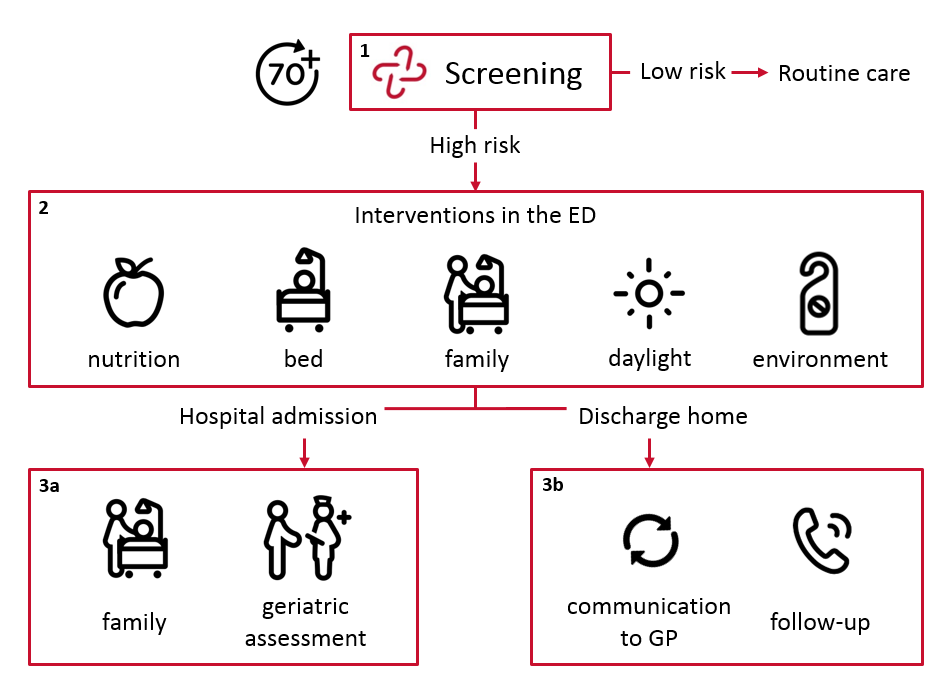 70+
1
Screening
Low risk
Routine care
High risk
2
Interventions in the ED
nutrition
bed
family
daylight
environment
Hospital admission
Discharge home
3a
family
geriatric
assessment
3b
communication
to GP
follow-up